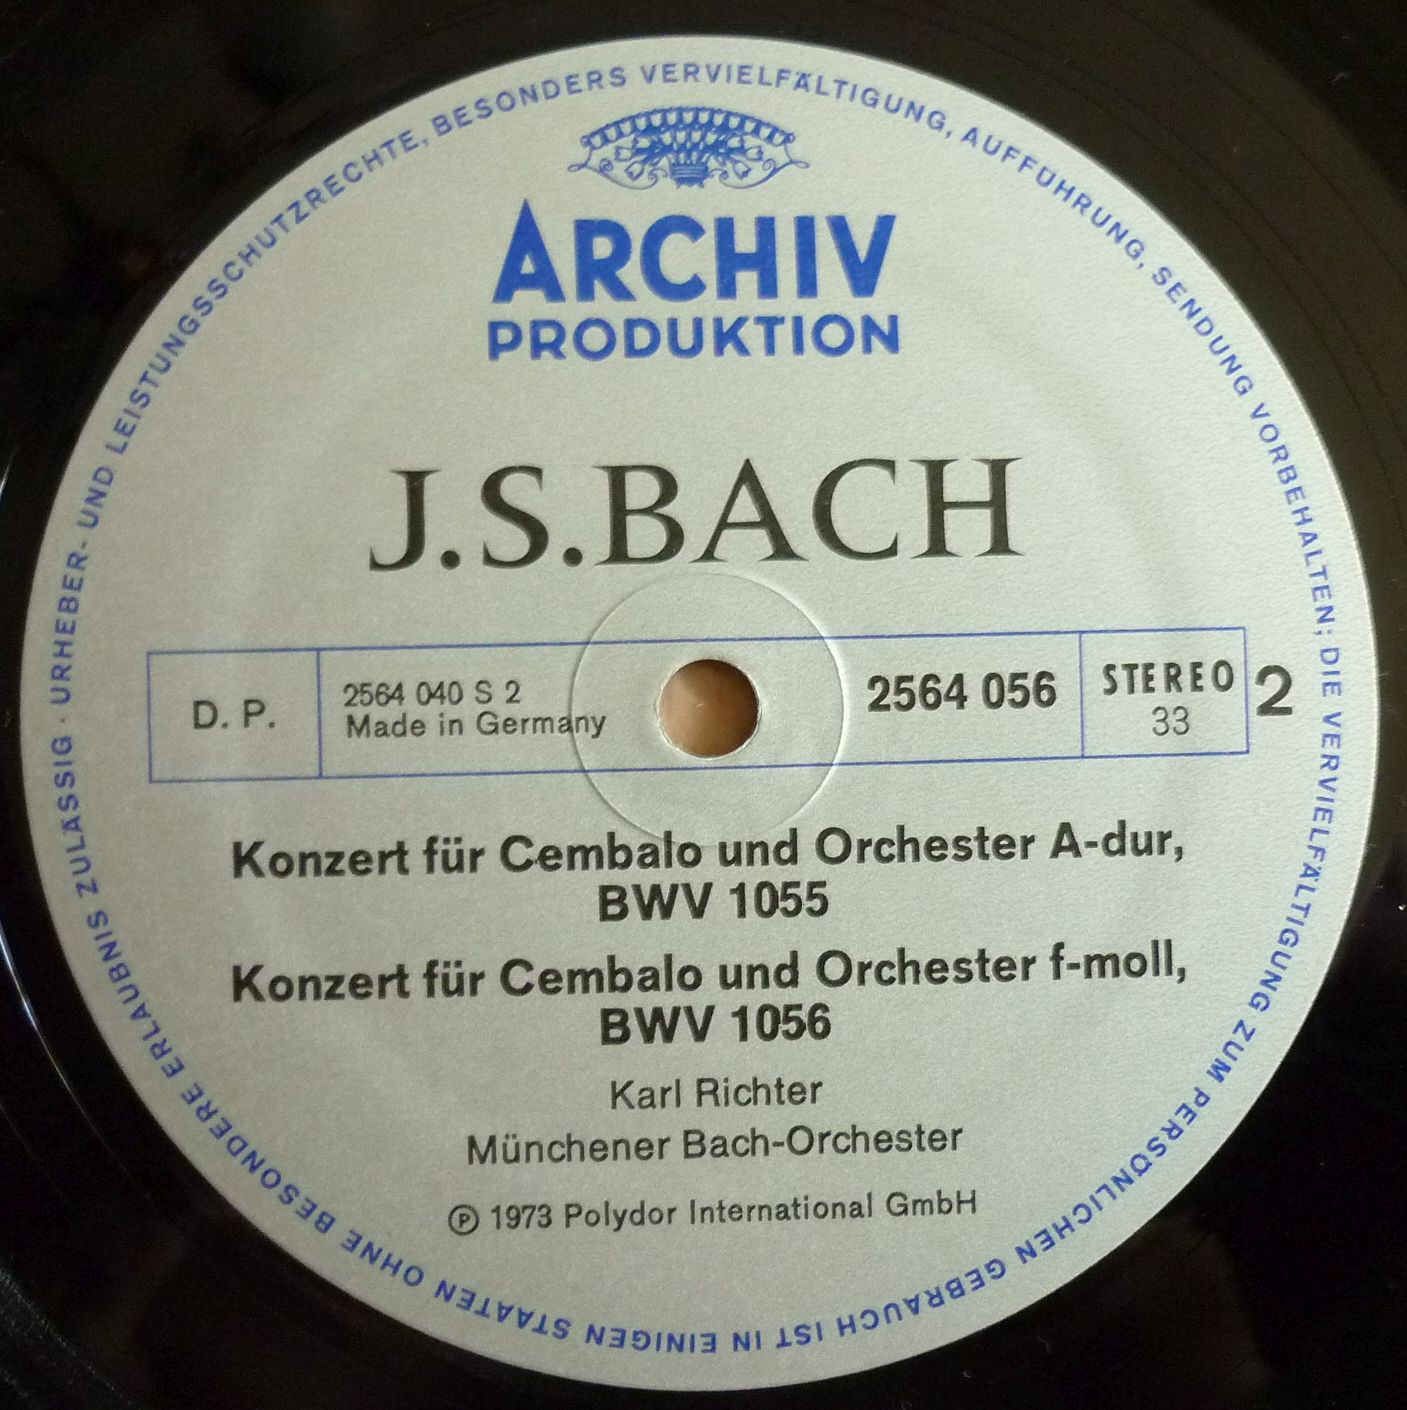 URHEBER- UND LEISTUNGSSCHUTZRECHTE, BESONDERS VERVIELFÄLTIGUNG, AUFFÜHRUNG, SENDUNG VORBEHALTEN; DIE VERVIELFÄLTIGUNG ZUM PERSÖNLICHEN GEBRAUCH IST IN EINIGEN STAATEN OHNE BESONDERE ERLAUBNIS ZULÄSSIG ·
ARCHIV
PRODUKTION
J.S.BACH
D. P.
2564 040 S 2
Made in Germany
2564 056
STEREO
33
2
Konzert für Cembalo und Orchester A-dur,
BWV 1055
Konzert für Cembalo und Orchester f-moll,
BWV 1056
Karl Richter
Münchener Bach-Orchester
Ⓟ 1973 Polydor International GmbH